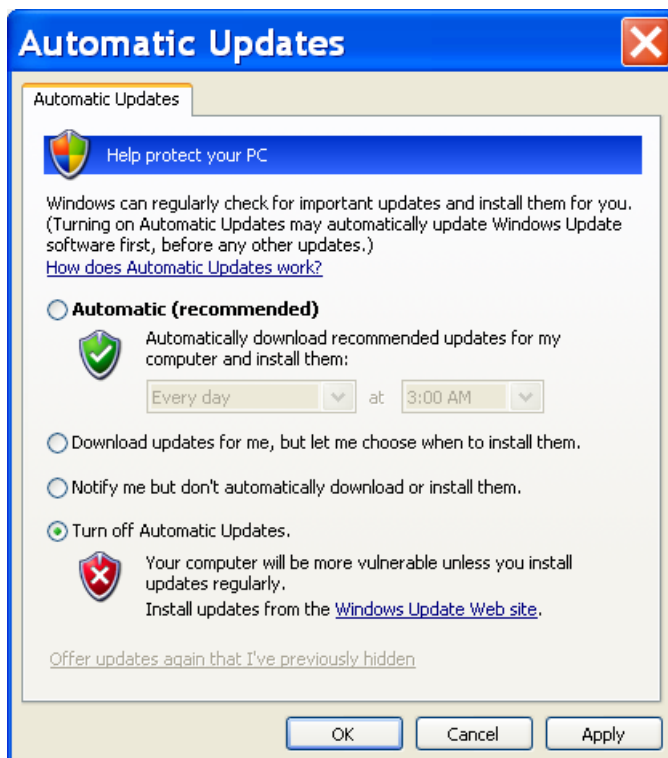 Automatic Updates
Automatic Updates
Help protect your PC
Windows can regularly check for important updates and install them for you.
(Turning on Automatic Updates may automatically update Windows Update
software first, before any other updates.)
How does Automatic Updates work?
Automatic (recommended)
Automatically download recommended updates for my
computer and install them:
Every day at 3:00 AM
Download updates for me, but let me choose when to install them.
Notify me but don't automatically download or install them.
Turn off Automatic Updates.
Your computer will be more vulnerable unless you install
updates regularly.
Install updates from the Windows Update Web site.
Offer updates again that I've previously hidden
OK Cancel Apply